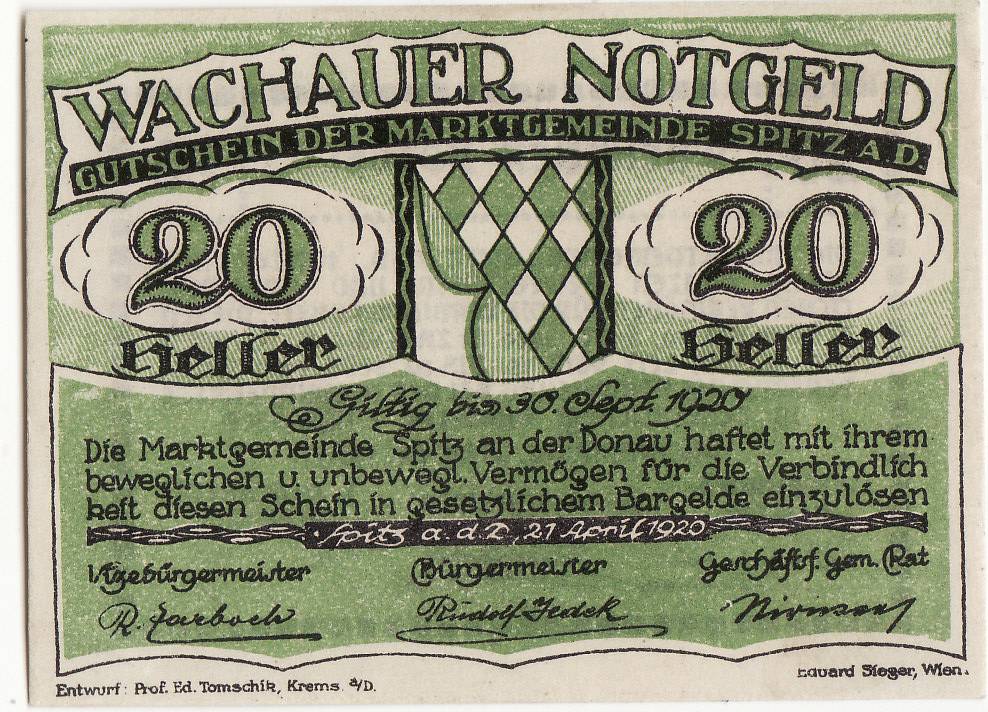 WACHAUER NOTGELD
GUTSCHEIN DER MARKTGEMEINDE SPITZ A.D.
20 20
Heller Heller
Giltig bis 30. Sept. 1920
Die Marktgemeinde Spitz an der Donau haftet mit ihrem
beweglichen u. unbewegl. Vermögen für die Verbindlich
keit diesen Schein in gesetzlichem Bargelde einzulösen
Spitz a. d. D., 21 April 1920
Vizebürgermeister Bürgermeister Geschäftsf. Gem. Rat
Rudolf Jedek
Entwurf: Prof. Ed. Tomschik, Krems a/D. Eduard Sieger, Wien.